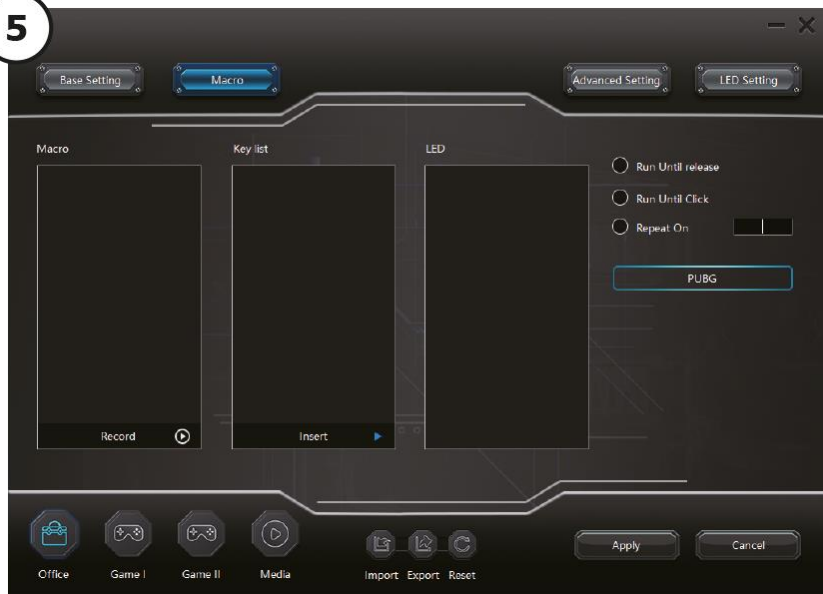 5
Base Setting
Macro
Advanced Setting
LED Setting
Macro
Key list
LED
Run Until release
Run Until Click
Repeat On
PUBG
Record
Insert
Office
Game I
Game II
Media
Import
Export
Reset
Apply
Cancel